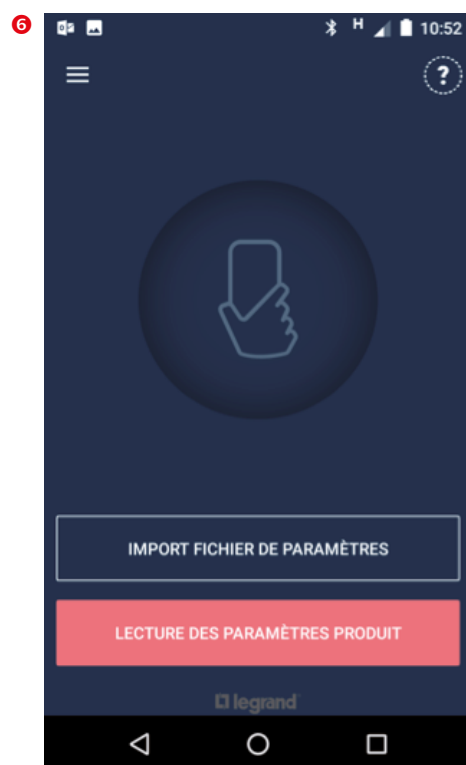 6
H 10:52
?
IMPORT FICHIER DE PARAMÈTRES
LECTURE DES PARAMÈTRES PRODUIT
legrand